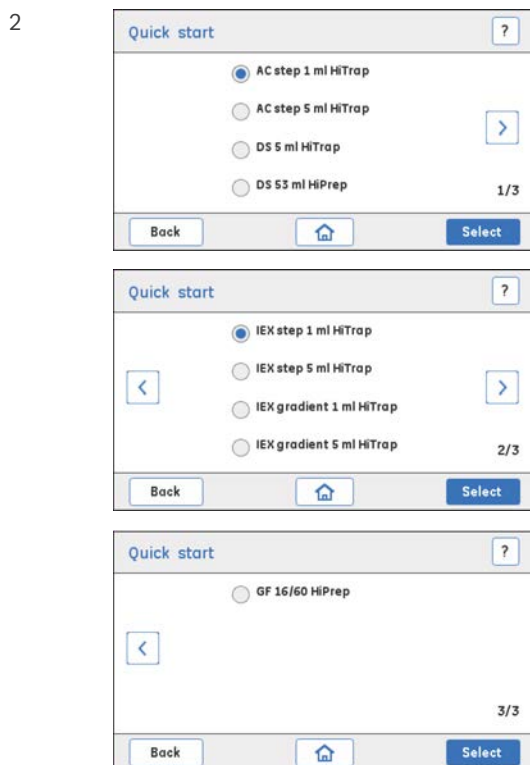 2
Quick start ?
AC step 1 ml HiTrap
AC step 5 ml HiTrap
>
DS 5 ml HiTrap
DS 53 ml HiPrep
1/3
Back Select
Quick start ?
IEX step 1 ml HiTrap
IEX step 5 ml HiTrap
< >
IEX gradient 1 ml HiTrap
IEX gradient 5 ml HiTrap
2/3
Back Select
Quick start ?
GF 16/60 HiPrep
<
3/3
Back Select